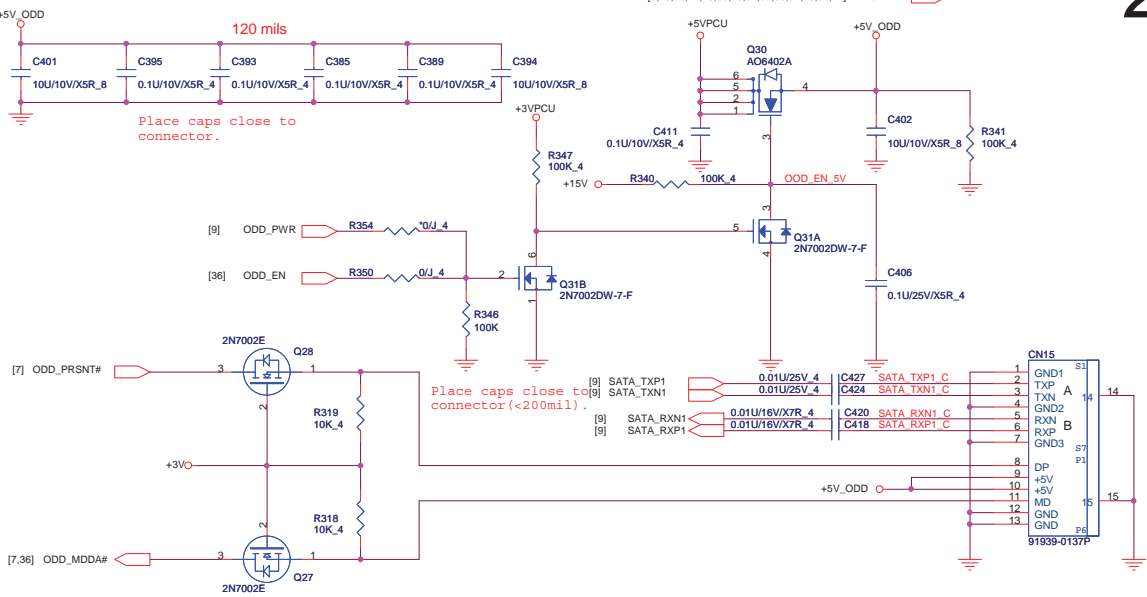 2
+5V_ODD
120 mils
C401
10U/10V/X5R_8
C395
0.1U/10V/X5R_4
C393
0.1U/10V/X5R_4
C385
0.1U/10V/X5R_4
C389
0.1U/10V/X5R_4
C394
10U/10V/X5R_8
Place caps close to
connector.
+5VPCU
+5V_ODD
Q30
AO6402A
6
5
2
1
4
3
C411
0.1U/10V/X5R_4
C402
10U/10V/X5R_8
R341
100K_4
+3VPCU
R347
100K_4
+15V
R340
100K_4
OOD_EN_5V
[9] ODD_PWR
R354
*0/J_4
[36] ODD_EN
R350
0/J_4
2
6
1
Q31B
2N7002DW-7-F
R346
100K
5
3
4
Q31A
2N7002DW-7-F
C406
0.1U/25V/X5R_4
2N7002E
Q28
[7] ODD_PRSNT#
3
1
2
R319
10K_4
+3V
R318
10K_4
2
[7,36] ODD_MDDA#
3
1
Q27
2N7002E
Place caps close to
connector(<200mil).
[9] SATA_TXP1
0.01U/25V_4
C427
SATA_TXP1_C
[9] SATA_TXN1
0.01U/25V_4
C424
SATA_TXN1_C
[9] SATA_RXN1
0.01U/16V/X7R_4
C420
SATA_RXN1_C
[9] SATA_RXP1
0.01U/16V/X7R_4
C418
SATA_RXP1_C
+5V_ODD
CN15
1 GND1
2 TXP
3 TXN
4 GND2
5 RXN
6 RXP
7 GND3
8 DP
9 +5V
10 +5V
11 MD
12 GND
13 GND
A
B
S1
S7
P1
P6
14 14
15 15
91939-0137P